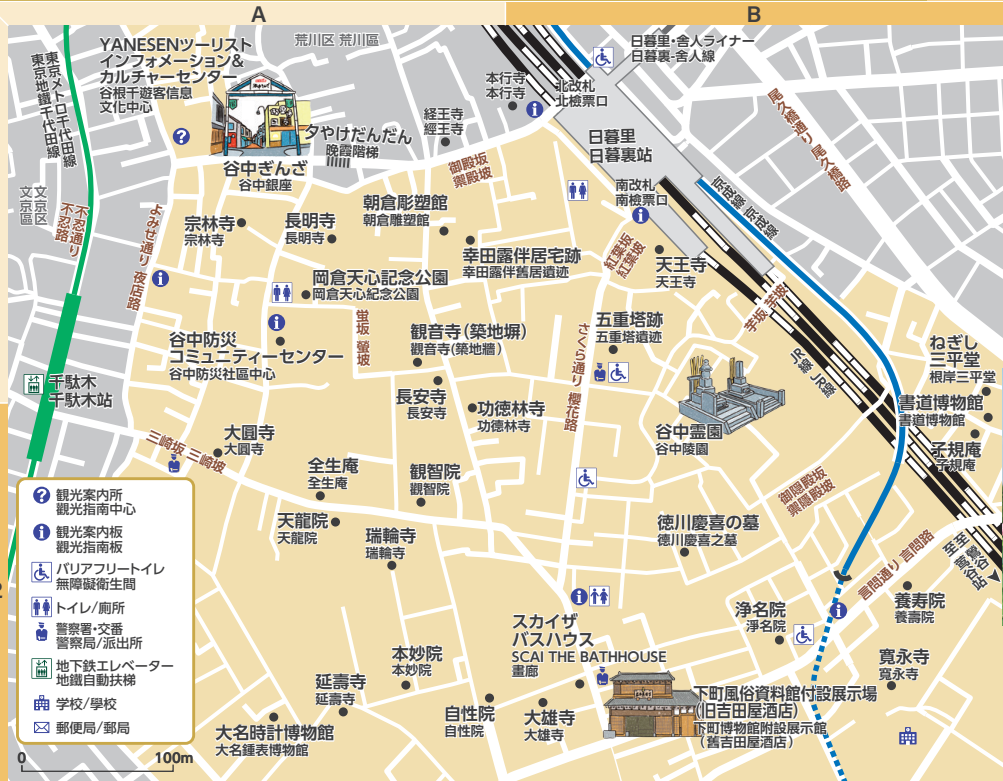 A
B
YANESENツーリスト
インフォメーション&
カルチャーセンター
谷根千遊客信息
文化中心
荒川区 荒川區
日暮里・舎人ライナー
日暮裏-舎人線
東京メトロ千代田線
東京地鐵千代田線
本行寺
本行寺
北改札
北檢票口
経王寺
經王寺
夕やけだんだん
晩霞階梯
日暮里
日暮裏站
尾久橋通り 尾久橋路
谷中ぎんざ
谷中銀座
御殿坂
禦殿坡
文京区
文京區
南改札
南檢票口
京成線 京成線
朝倉彫塑館
朝倉雕塑館
不忍通り
不忍路
よみせ通り 夜店路
宗林寺
宗林寺
長明寺
長明寺
幸田露伴居宅跡
幸田露伴舊居遺迹
紅葉坂
紅葉坡
天王寺
天王寺
岡倉天心記念公園
岡倉天心紀念公園
芋坂 芋坡
蛍坂 螢坡
観音寺(築地塀)
觀音寺(築地牆)
さくら通り 櫻花路
五重塔跡
五重塔遺迹
谷中防災
コミュニティーセンター
谷中防災社區中心
JR線 JR線
ねぎし
三平堂
根岸三平堂
千駄木
千駄木站
長安寺
長安寺
功徳林寺
功德林寺
書道博物館
書道博物館
谷中霊園
谷中陵園
三崎坂 三崎坡
大圓寺
大圓寺
子規庵
子規庵
全生庵
全生庵
観智院
觀智院
御隠殿坂
禦隱殿坡
天龍院
天龍院
瑞輪寺
瑞輪寺
徳川慶喜の墓
德川慶喜之墓
言問通り 言問路
至鶯谷
至鶯谷站
養寿院
養壽院
浄名院
淨名院
スカイザ
バスハウス
SCAI THE BATHHOUSE
畫廊
寛永寺
寬永寺
本妙院
本妙院
延壽寺
延壽寺
下町風俗資料館付設展示場
(旧吉田屋酒店)
下町博物館附設展示館
(舊吉田屋酒店)
自性院
自性院
大雄寺
大雄寺
大名時計博物館
大名鍾表博物館
?
観光案内所
觀光指南中心
i
観光案内板
觀光指南板
バリアフリートイレ
無障礙衛生間
トイレ/廁所
警察署・交番
警察局/派出所
地下鉄エレベーター
地鐵自動扶梯
学校/學校
郵便局/郵局
0
100m